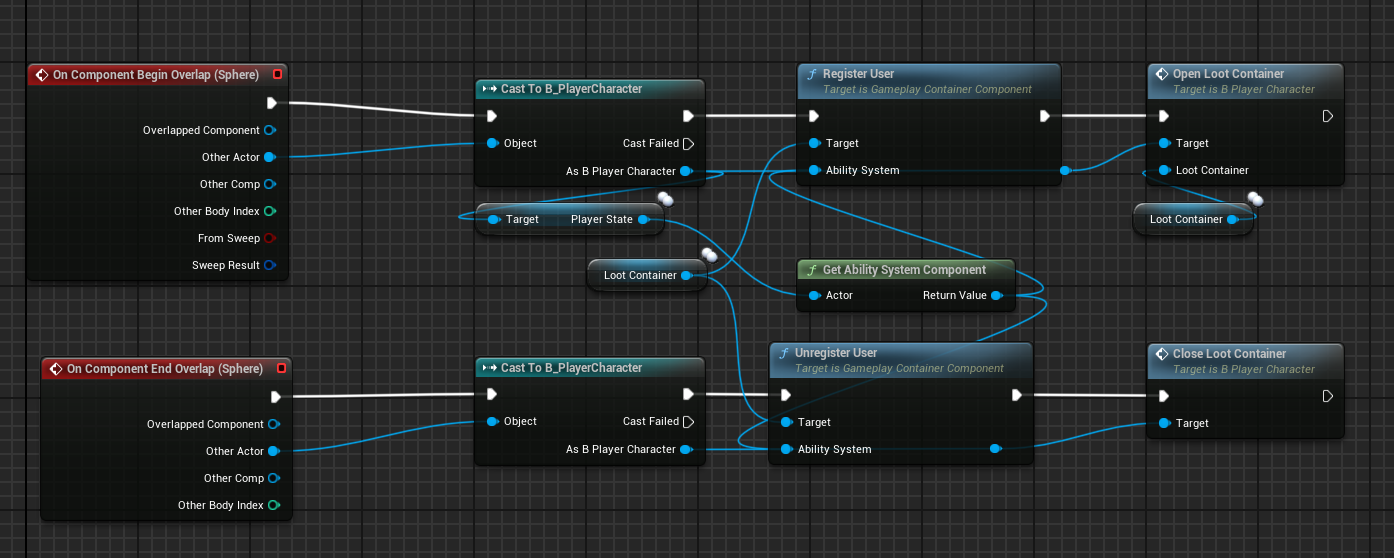 On Component Begin Overlap (Sphere)
Overlapped Component
Other Actor
Other Comp
Other Body Index
From Sweep
Sweep Result
Cast To B_PlayerCharacter
Object
Cast Failed
As B Player Character
Target Player State
Loot Container
Register User
Target is Gameplay Container Component
Target
Ability System
Open Loot Container
Target is B Player Character
Target
Loot Container
Loot Container
Get Ability System Component
Actor Return Value
On Component End Overlap (Sphere)
Overlapped Component
Other Actor
Other Comp
Other Body Index
Cast To B_PlayerCharacter
Object
Cast Failed
As B Player Character
Unregister User
Target is Gameplay Container Component
Target
Ability System
Close Loot Container
Target is B Player Character
Target